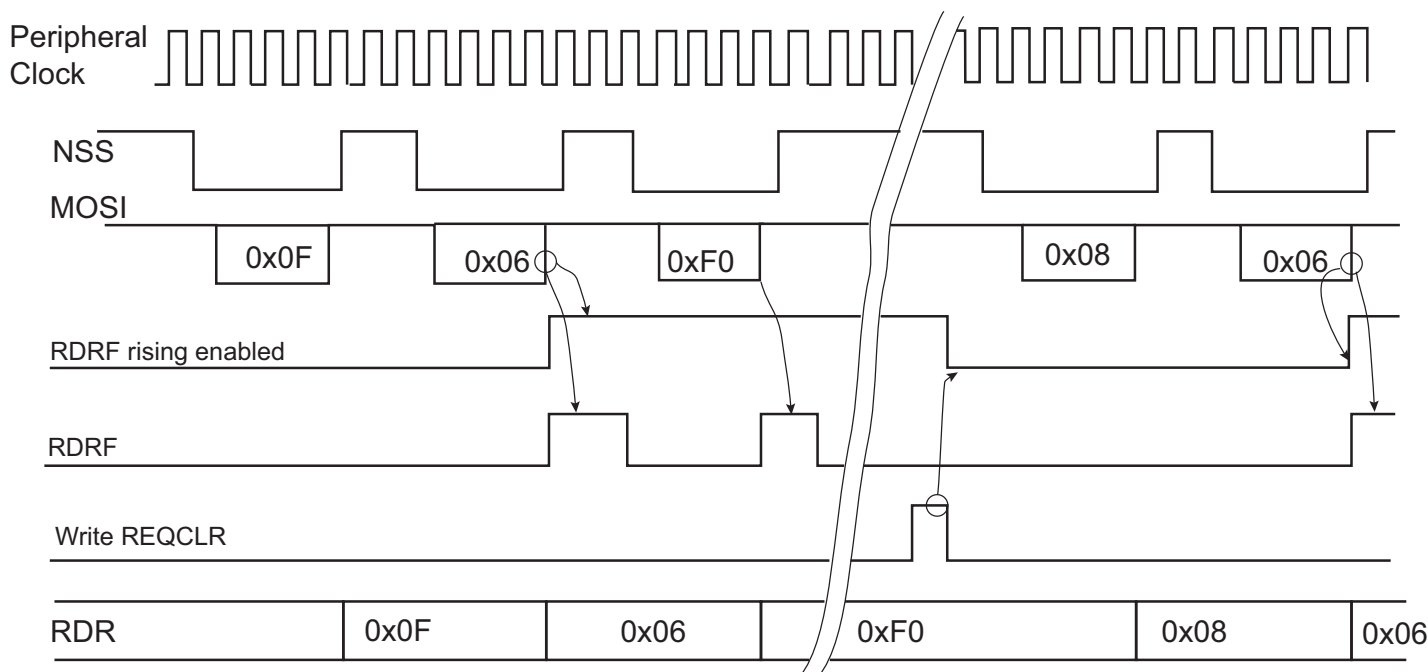 Peripheral
Clock
NSS
MOSI
0x0F 0x06 0xF0 0x08 0x06
RDRF rising enabled
RDRF
Write REQCLR
RDR 0x0F 0x06 0xF0 0x08 0x06